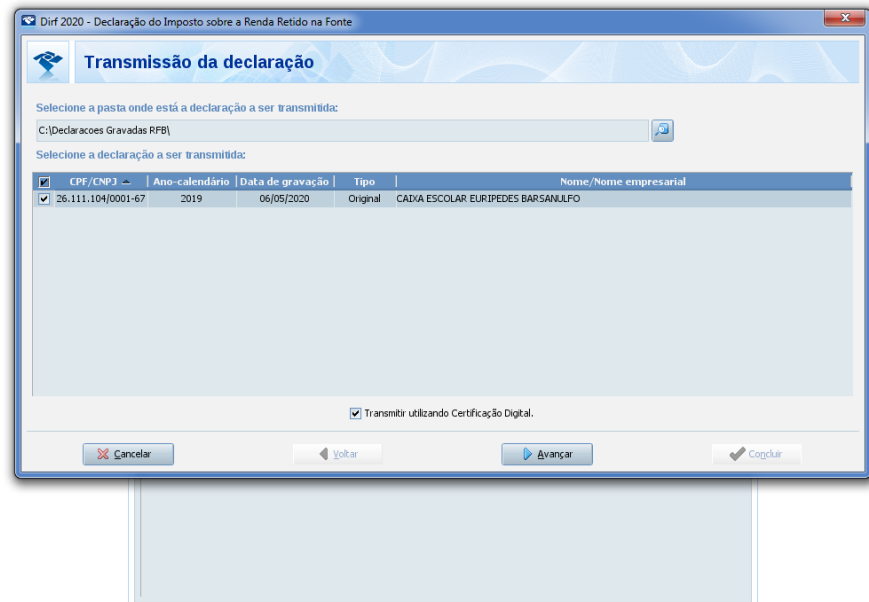 Dirf 2020 - Declaração do Imposto sobre a Renda Retido na Fonte
Transmissão da declaração
Selecione a pasta onde está a declaração a ser transmitida:
C:\Declaracoes Gravadas RFB\
Selecione a declaração a ser transmitida:
CPF/CNPJ Ano-calendário Data de gravação Tipo Nome/Nome empresarial
26.111.104/0001-67 2019 06/05/2020 Original CAIXA ESCOLAR EURIPEDES BARSANULFO
Transmitir utilizando Certificação Digital.
Cancelar Voltar Avançar Concluir